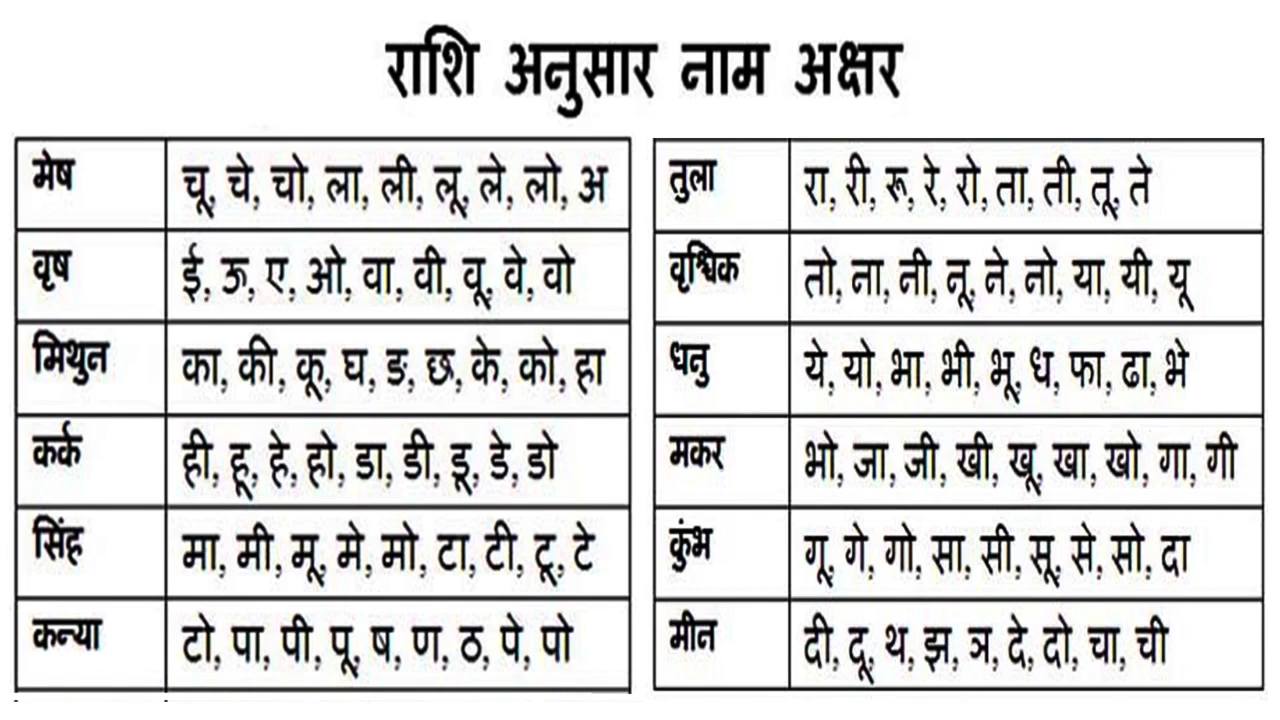 राशि अनुसार नाम अक्षर
मेष चू, चे, चो, ला, ली, लू, ले, लो, अ
वृष ई, ऊ, ए, ओ, वा, वी, वू, वे, वो
मिथुन का, की, कू, घ, ङ, छ, के, को, हा
कर्क ही, हू, हे, हो, डा, डी, डू, डे, डो
सिंह मा, मी, मू, मे, मो, टा, टी, टू, टे
कन्या टो, पा, पी, पू, ष, ण, ठ, पे, पो
तुला रा, री, रू, रे, रो, ता, ती, तू, ते
वृश्चिक तो, ना, नी, नू, ने, नो, या, यी, यू
धनु ये, यो, भा, भी, भू, ध, फा, ढा, भे
मकर भो, जा, जी, खी, खू, खा, खो, गा, गी
कुंभ गू, गे, गो, सा, सी, सू, से, सो, दा
मीन दी, दू, थ, झ, ञ, दे, दो, चा, ची